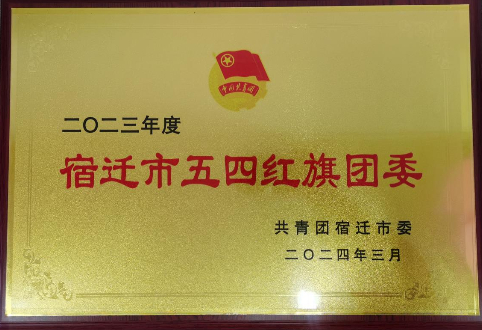 中国共青团
二〇二三年度
宿迁市五四红旗团委
共青团宿迁市委
二〇二四年三月